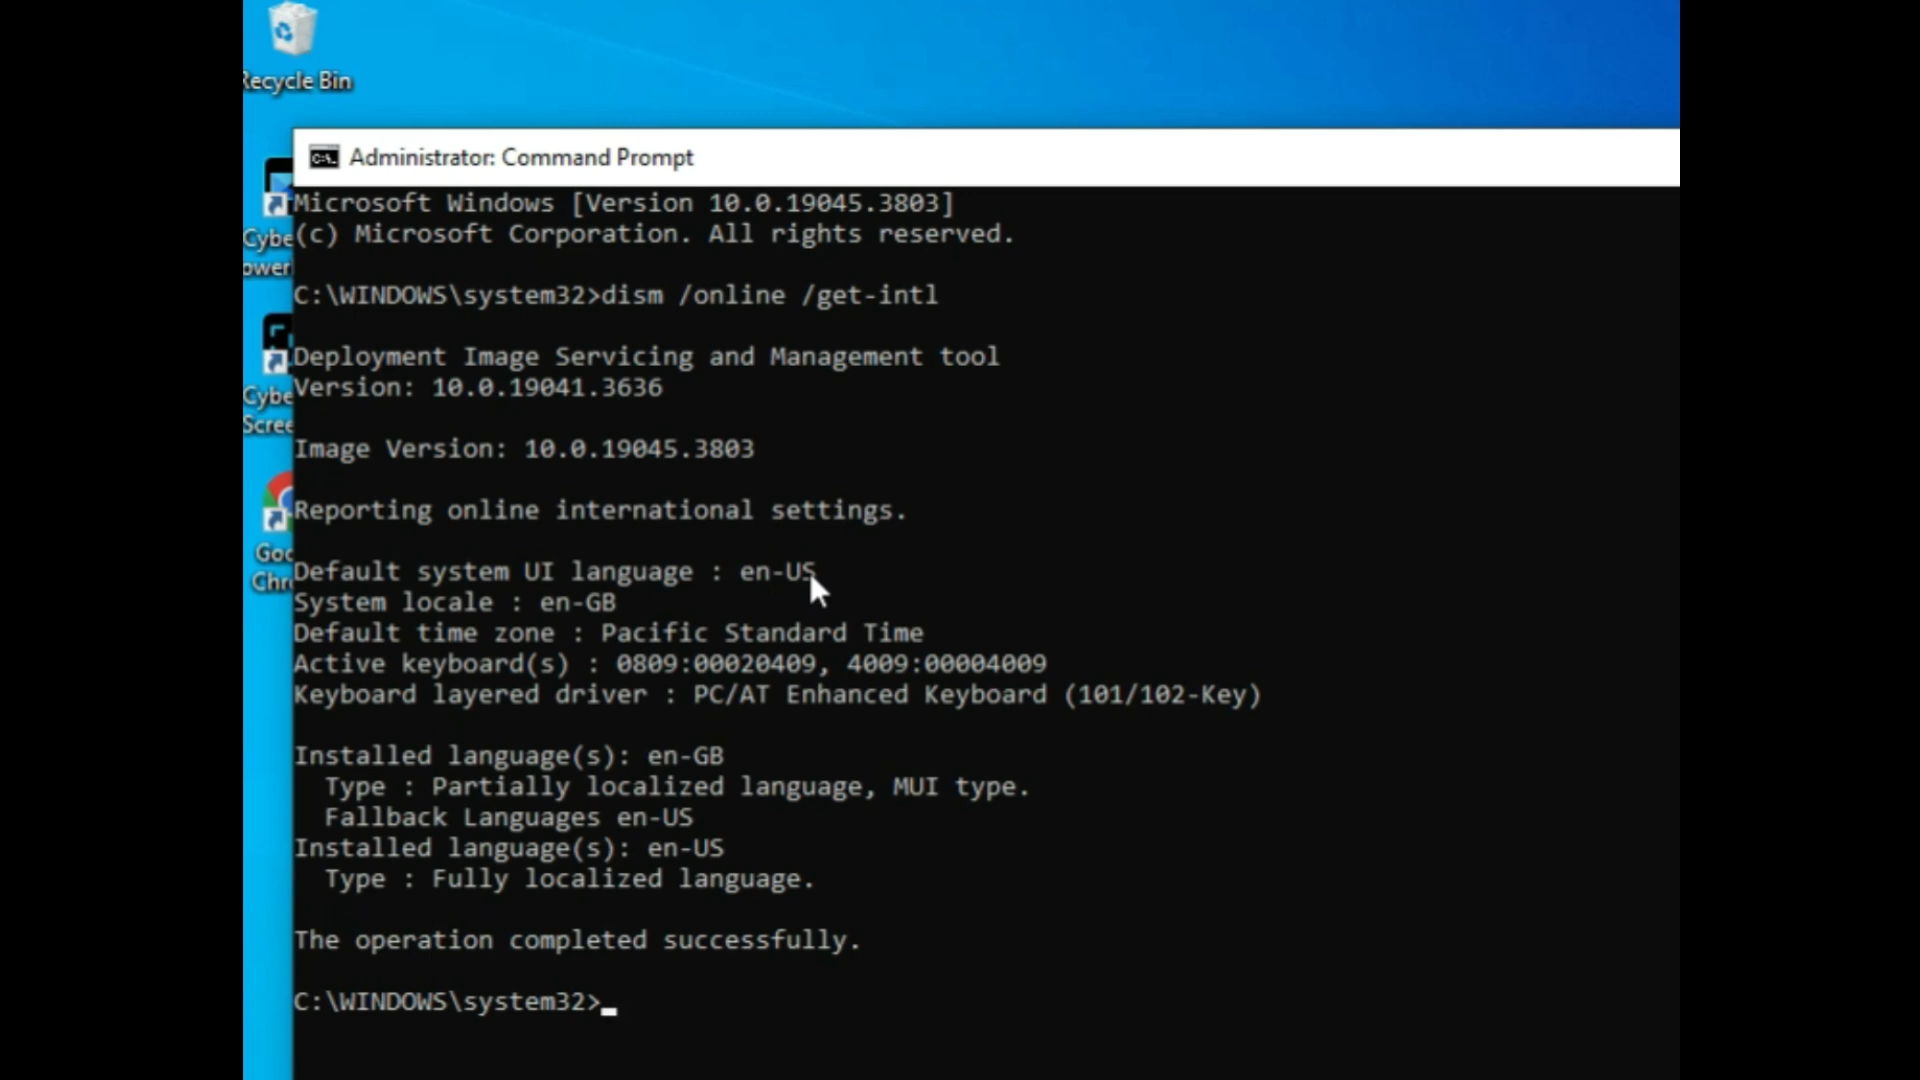 Recycle Bin
Administrator: Command Prompt
Microsoft Windows [Version 10.0.19045.3803]
(c) Microsoft Corporation. All rights reserved.
C:\WINDOWS\system32>dism /online /get-intl
Deployment Image Servicing and Management tool
Version: 10.0.19041.3636
Image Version: 10.0.19045.3803
Reporting online international settings.
Default system UI language : en-US
System locale : en-GB
Default time zone : Pacific Standard Time
Active keyboard(s) : 0809:00020409, 4009:00004009
Keyboard layered driver : PC/AT Enhanced Keyboard (101/102-Key)
Installed language(s): en-GB
Type : Partially localized language, MUI type.
Fallback Languages en-US
Installed language(s): en-US
Type : Fully localized language.
The operation completed successfully.
C:\WINDOWS\system32>